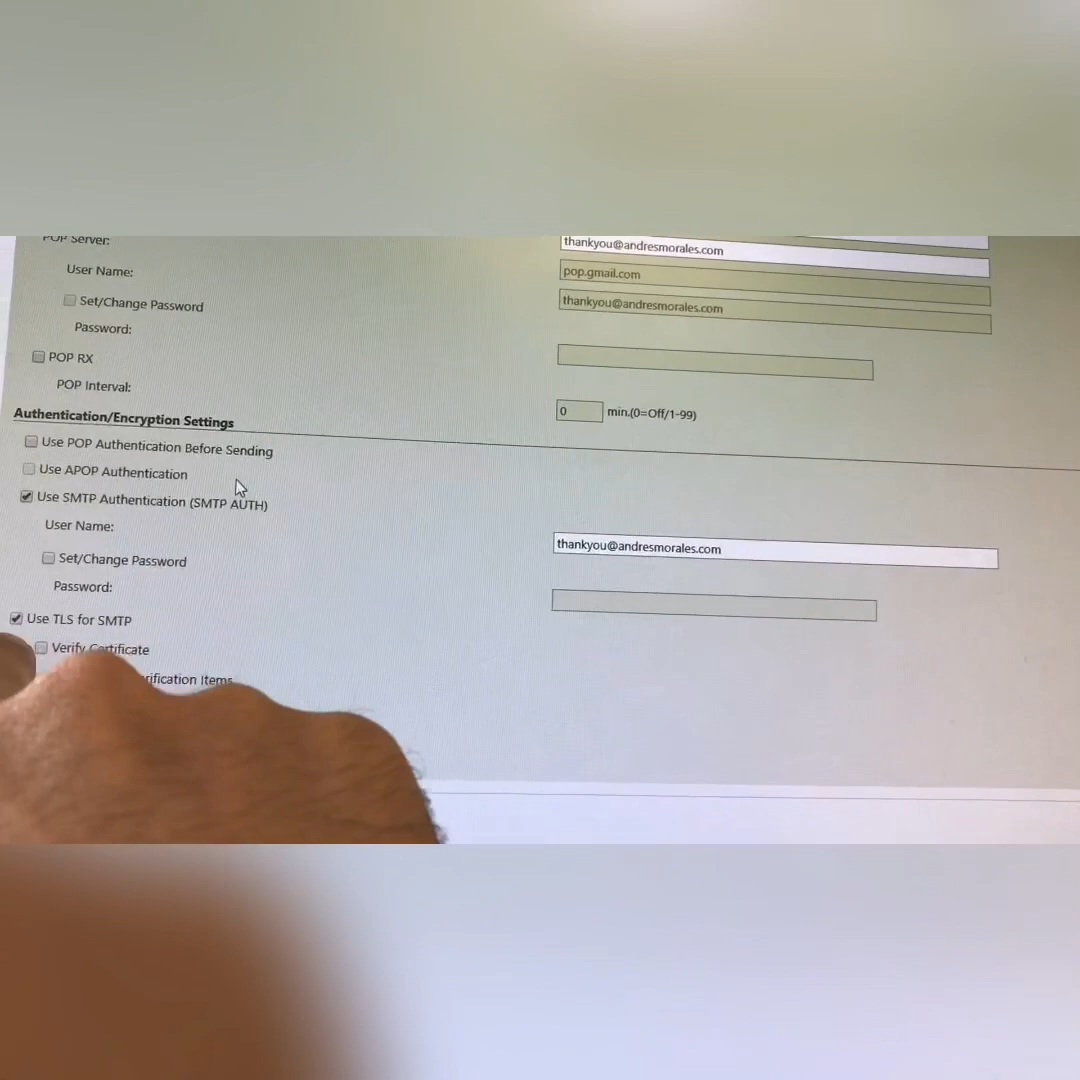 POP Server:
thankyou@andresmorales.com
User Name:
pop.gmail.com
Set/Change Password
thankyou@andresmorales.com
Password:
POP RX
POP Interval:
0 min.(0=Off/1-99)
Authentication/Encryption Settings
Use POP Authentication Before Sending
Use APOP Authentication
Use SMTP Authentication (SMTP AUTH)
User Name:
thankyou@andresmorales.com
Set/Change Password
Password:
Use TLS for SMTP
Verify Certificate
Items